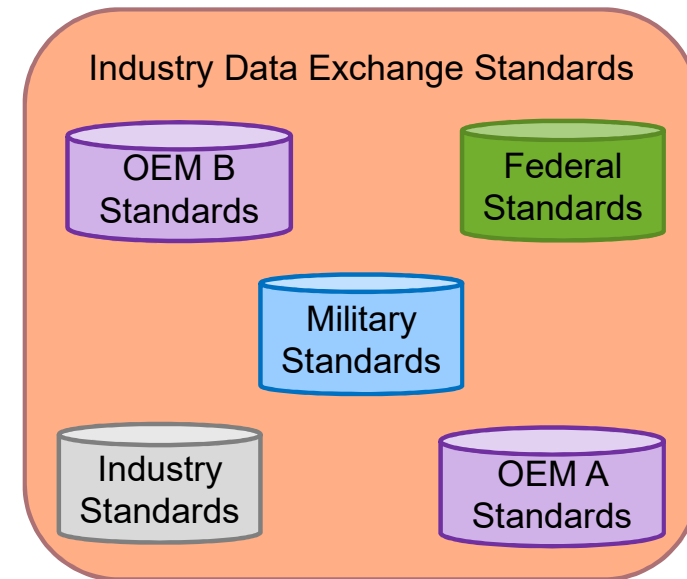 Industry Data Exchange Standards
OEM B
Standards
Federal
Standards
Military
Standards
Industry
Standards
OEM A
Standards